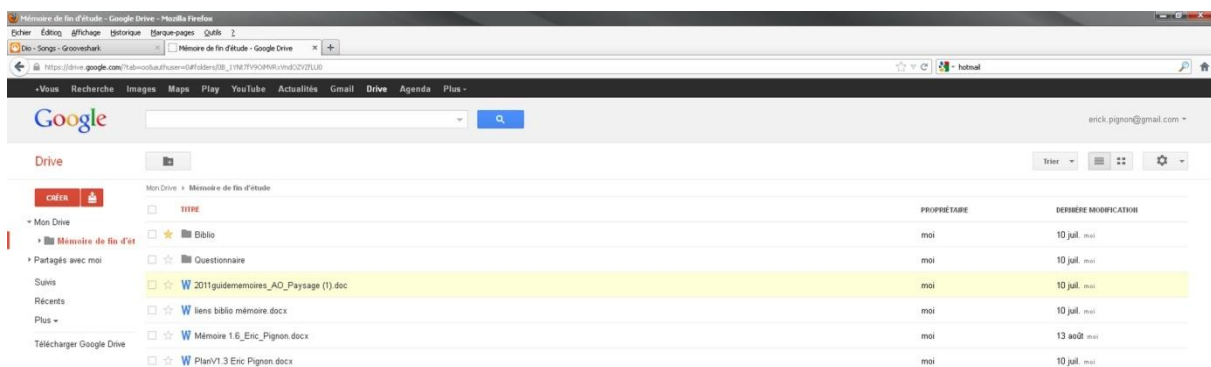 Mémoire de fin d'étude - Google Drive - Mozilla Firefox
Fichier Édition Affichage Historique Marque-pages Outils ?
Dio - Songs - Grooveshark × Mémoire de fin d'étude - Google Drive × +
hotmail
+Vous Recherche Images Maps Play YouTube Actualités Gmail Drive Agenda Plus
Google erick.pignon@gmail.com
Drive Trier
CRÉER
Mon Drive › Mémoire de fin d'étude
TITRE PROPRIÉTAIRE DERNIÈRE MODIFICATION
Mon Drive
Mémoire de fin d'ét
Partagés avec moi
Suivis
Récents
Plus
Télécharger Google Drive
Biblio moi 10 juil. moi
Questionnaire moi 10 juil. moi
W 2011guidememoires_AO_Paysage (1).doc moi 10 juil. moi
W liens biblio mémoire.docx moi 10 juil. moi
W Mémoire 1.6_Eric_Pignon.docx moi 13 août moi
W PlanV1.3 Eric Pignon.docx moi 10 juil. moi